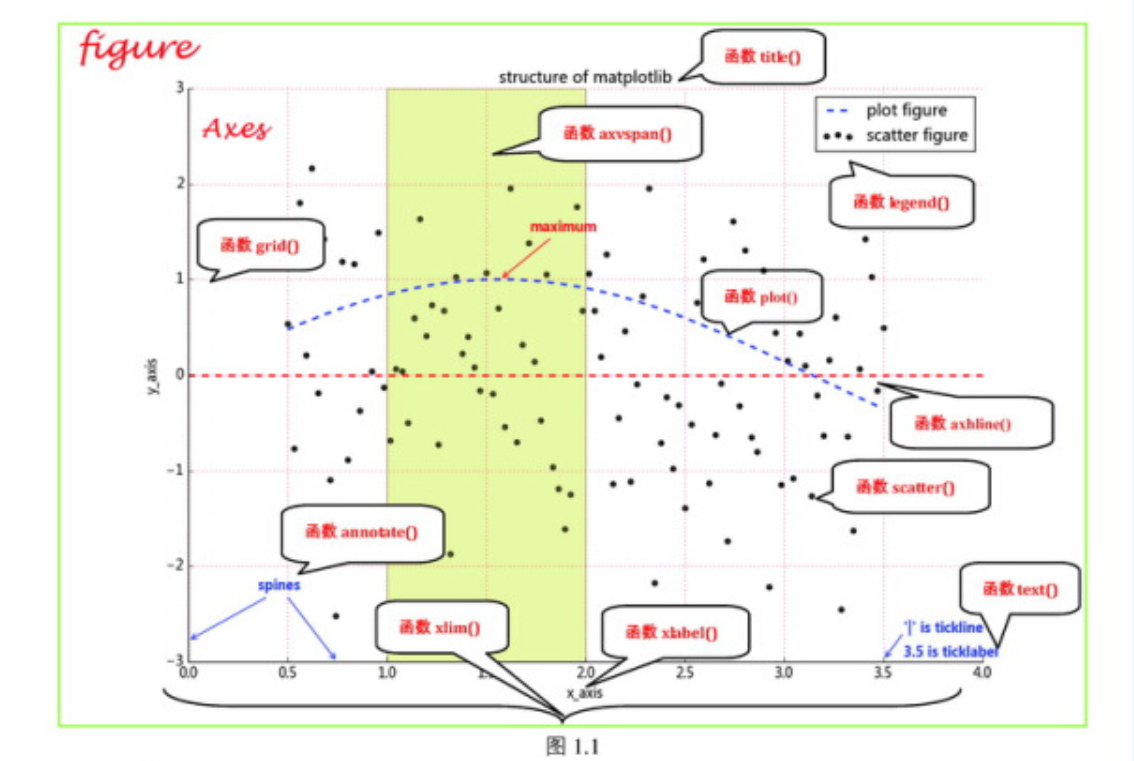 figure
函数 title()
structure of matplotlib
3
Axes
函数 axvspan()
plot figure
scatter figure
2
函数 legend()
maximum
函数 grid()
1
函数 plot()
y_axis
0
函数 axhline()
−1
函数 scatter()
函数 annotate()
−2
spines
函数 text()
函数 xlim()
函数 xlabel()
'|' is tickline
3.5 is ticklabel
−3
0.0 0.5 1.0 2.0 2.5 3.0 3.5 4.0
x_axis
图 1.1